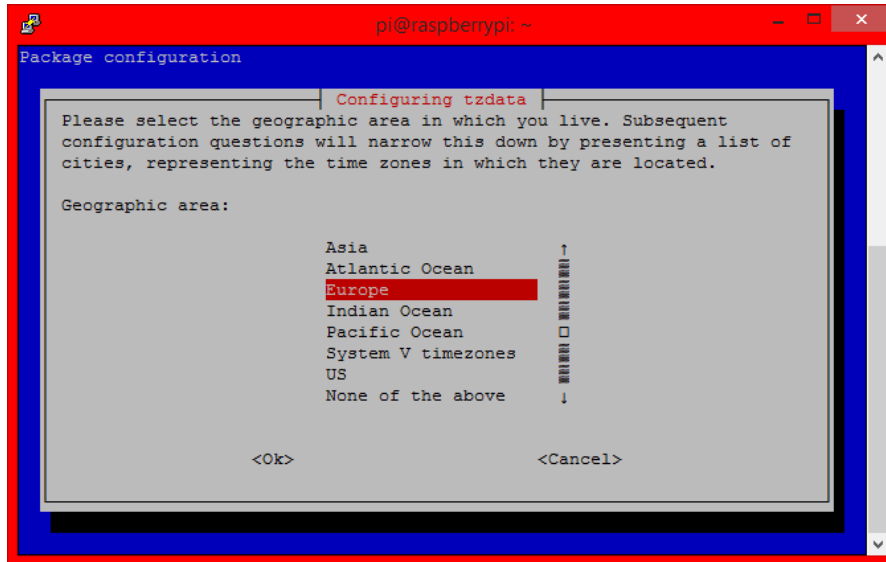 pi@raspberrypi: ~
Package configuration
Configuring tzdata
Please select the geographic area in which you live. Subsequent
configuration questions will narrow this down by presenting a list of
cities, representing the time zones in which they are located.
Geographic area:
Asia
Atlantic Ocean
Europe
Indian Ocean
Pacific Ocean
System V timezones
US
None of the above
<Ok> <Cancel>